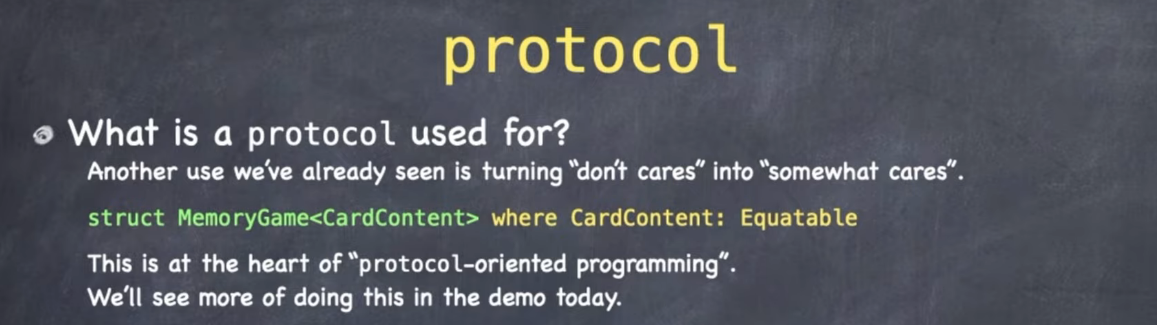 protocol
What is a protocol used for?
Another use we've already seen is turning “don't cares” into “somewhat cares”.
struct MemoryGame<CardContent> where CardContent: Equatable
This is at the heart of “protocol-oriented programming”.
We'll see more of doing this in the demo today.